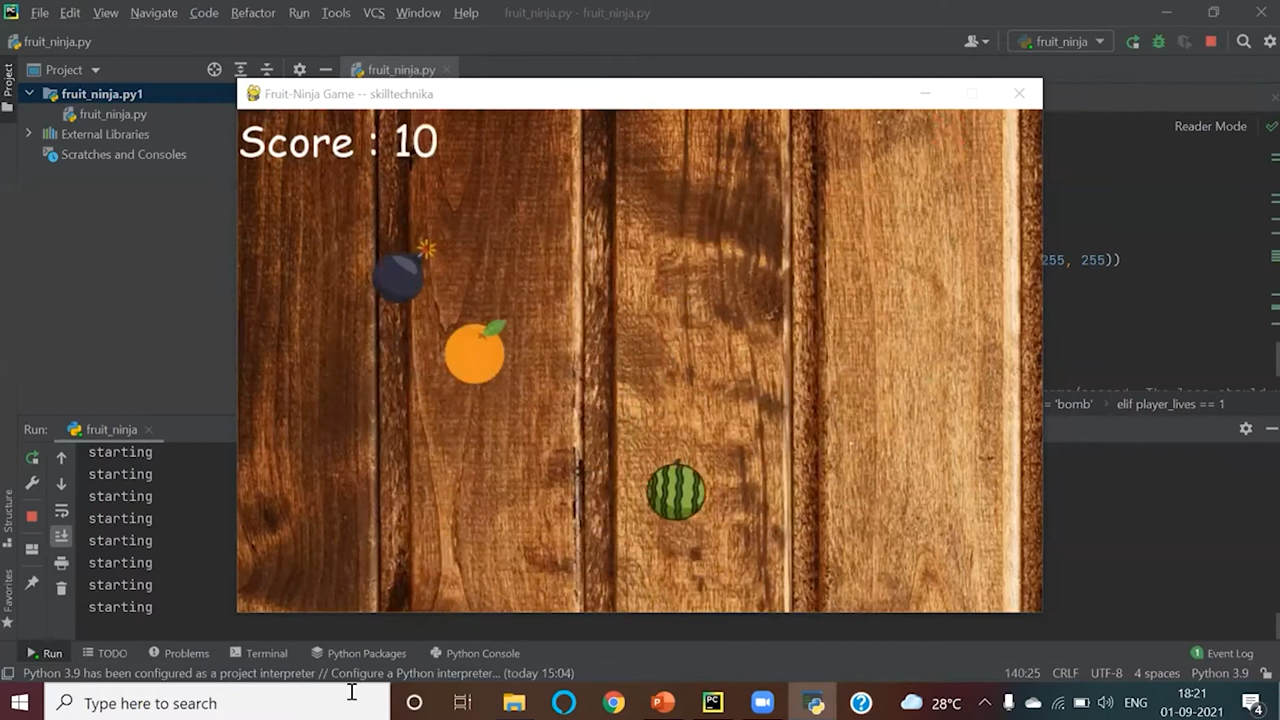 File Edit View Navigate Code Refactor Run Tools VCS Window Help fruit_ninja.py - fruit_ninja.py
fruit_ninja.py
fruit_ninja
Project
fruit_ninja.py
Project
fruit_ninja.py1
fruit_ninja.py
External Libraries
Scratches and Consoles
Reader Mode
Fruit-Ninja Game -- skilltechnika
Score : 10
255, 255))
= 'bomb' › elif player_lives == 1
Run: fruit_ninja
starting
starting
starting
starting
starting
starting
starting
starting
Structure
Favorites
Run TODO Problems Terminal Python Packages Python Console 1 Event Log
Python 3.9 has been configured as a project interpreter // Configure a Python interpreter... (today 15:04) 140:25 CRLF UTF-8 4 spaces Python 3.9
Type here to search
28°C ENG 18:21
01-09-2021
4